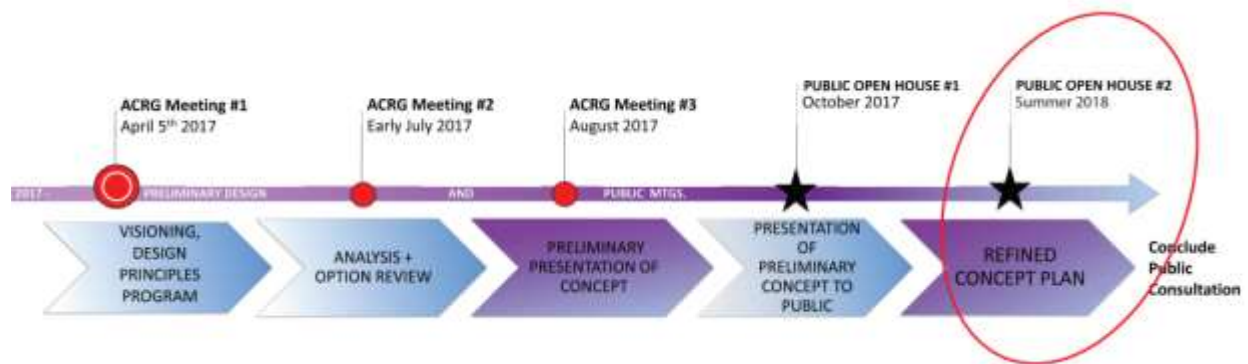 ACRG Meeting #1
April 5th 2017
ACRG Meeting #2
Early July 2017
ACRG Meeting #3
August 2017
PUBLIC OPEN HOUSE #1
October 2017
PUBLIC OPEN HOUSE #2
Summer 2018
2017 - PRELIMINARY DESIGN AND PUBLIC MTGS.
VISIONING,
DESIGN
PRINCIPLES
PROGRAM
ANALYSIS +
OPTION REVIEW
PRELIMINARY
PRESENTATION OF
CONCEPT
PRESENTATION
OF
PRELIMINARY
CONCEPT TO
PUBLIC
REFINED
CONCEPT PLAN
Conclude
Public
Consultation